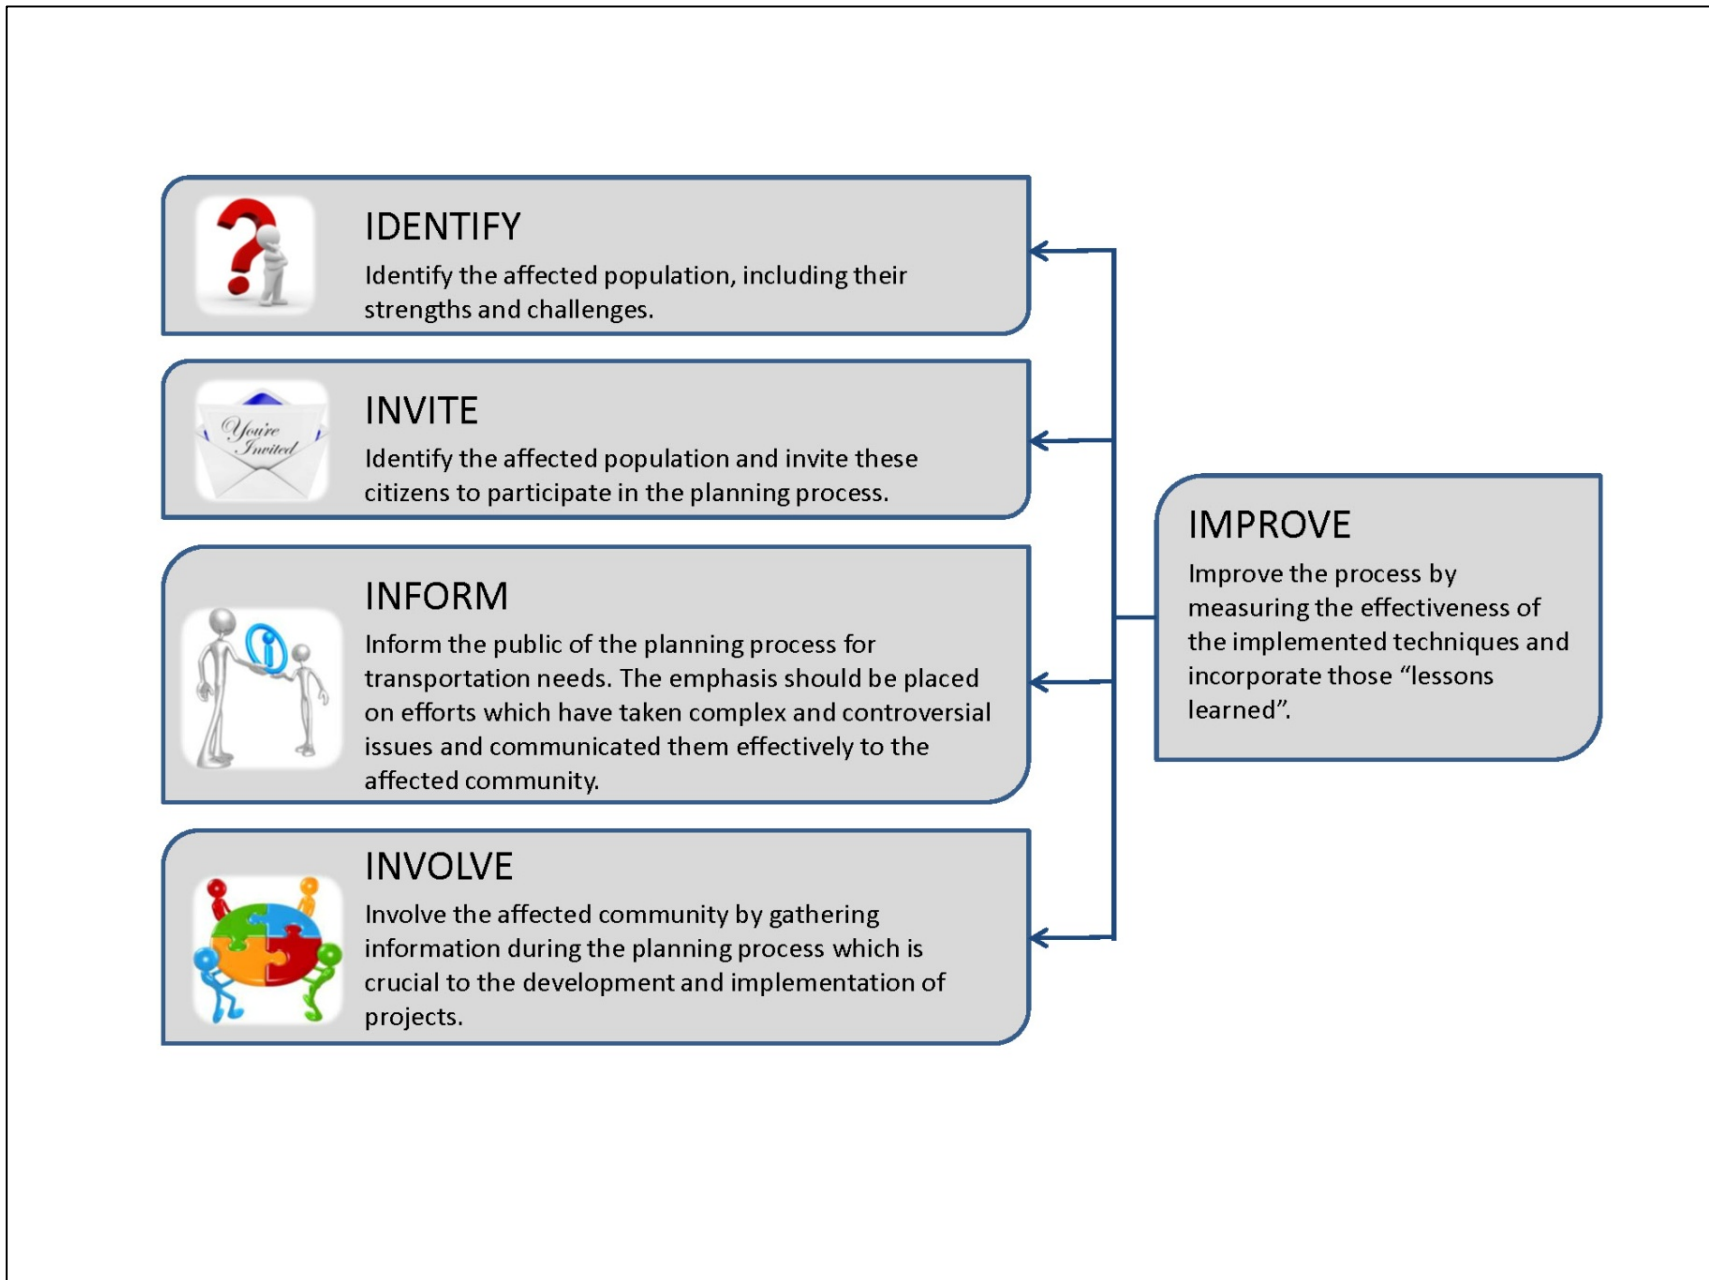 IDENTIFY
Identify the affected population, including their
strengths and challenges.
You're
Invited
INVITE
Identify the affected population and invite these
citizens to participate in the planning process.
INFORM
Inform the public of the planning process for
transportation needs. The emphasis should be placed
on efforts which have taken complex and controversial
issues and communicated them effectively to the
affected community.
INVOLVE
Involve the affected community by gathering
information during the planning process which is
crucial to the development and implementation of
projects.
IMPROVE
Improve the process by
measuring the effectiveness of
the implemented techniques and
incorporate those “lessons
learned”.